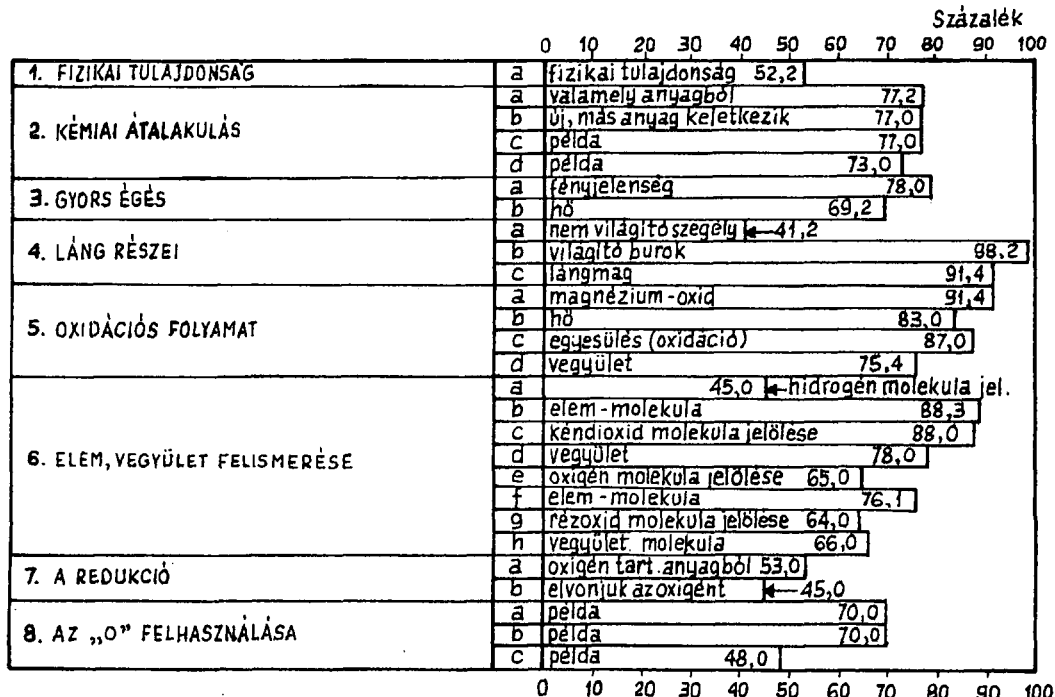 Százalék
0 10 20 30 40 50 60 70 80 90 100
1. FIZIKAI TULAJDONSÁG a fizikai tulajdonság 52,2
2. KÉMIAI ÁTALAKULÁS
a valamely anyagból 77,2
b új, más anyag keletkezik 77,0
c példa 77,0
d példa 73,0
3. GYORS ÉGÉS
a fényjelenség 78,0
b hő 69,2
4. LÁNG RÉSZEI
a nem világító szegély 41,2
b világító burok 98,2
c lángmag 91,4
5. OXIDÁCIÓS FOLYAMAT
a magnézium-oxid 91,4
b hő 83,0
c egyesülés (oxidáció) 87,0
d vegyület 75,4
6. ELEM, VEGYÜLET FELISMERÉSE
a 45,0 hidrogén molekula jel.
b elem-molekula 88,3
c kéndioxid molekula jelölése 88,0
d vegyület 78,0
e oxigén molekula jelölése 65,0
f elem-molekula 76,1
g rézoxid molekula jelölése 64,0
h vegyület. molekula 66,0
7. A REDUKCIÓ
a oxigén tart. anyagból 53,0
b elvonjuk az oxigént 45,0
8. AZ „O" FELHASZNÁLÁSA
a példa 70,0
b példa 70,0
c példa 48,0
0 10 20 30 40 50 60 70 80 90 100